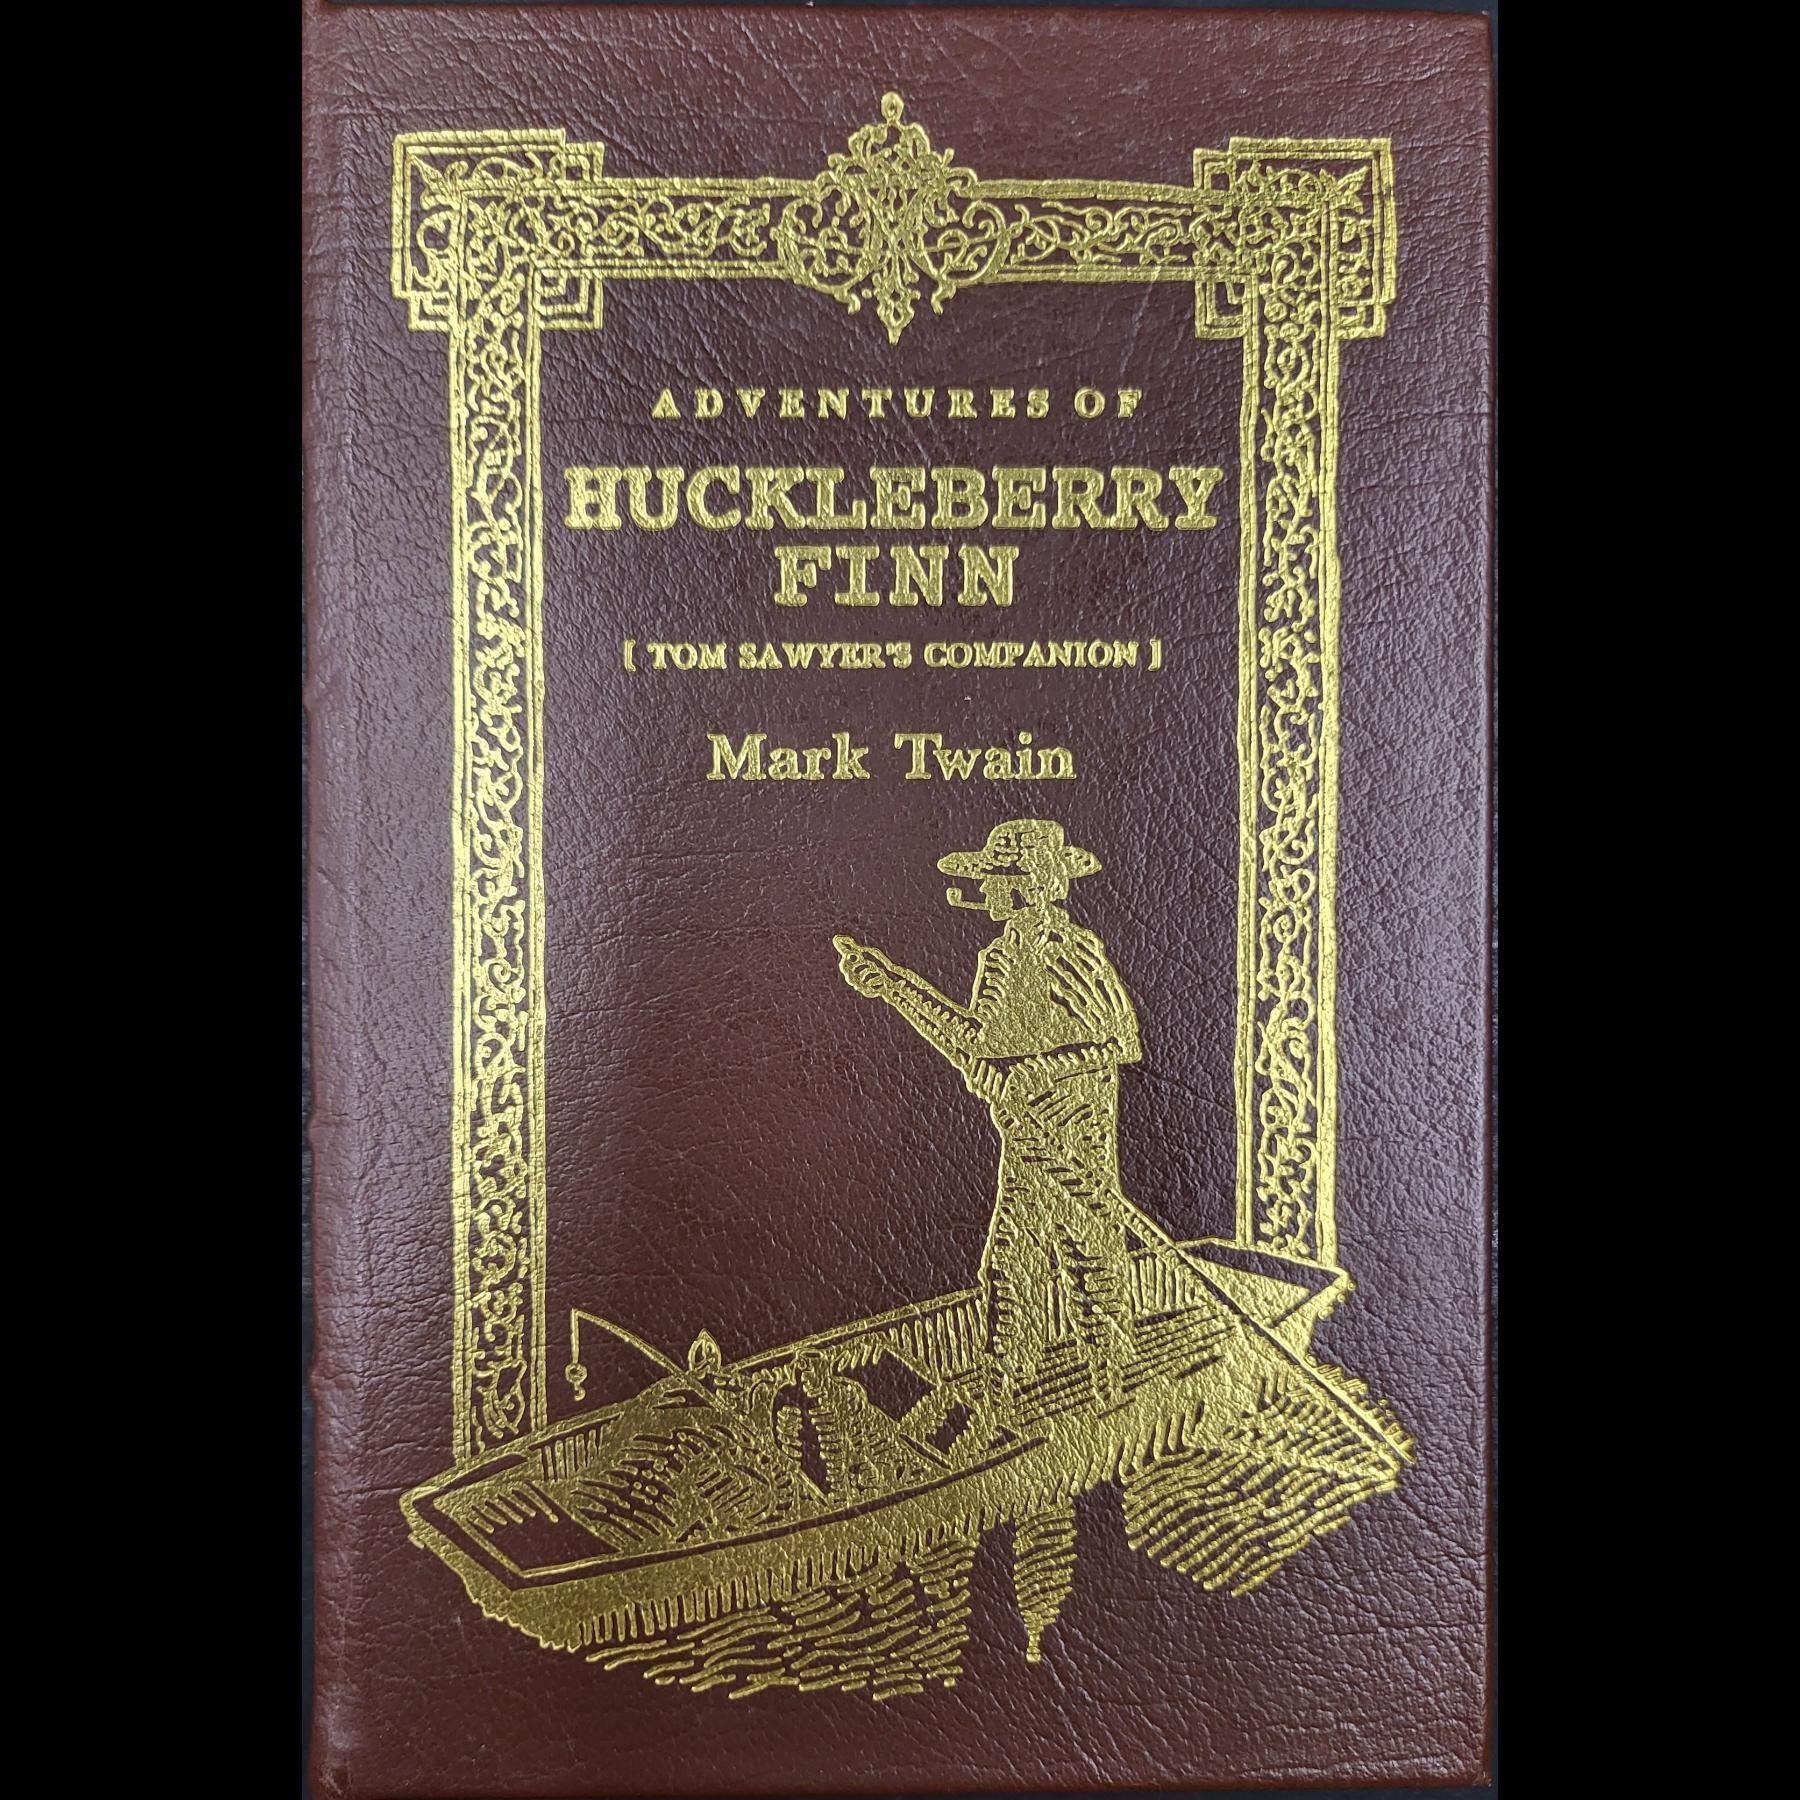 ADVENTURES OF
HUCKLEBERRY
FINN
[ TOM SAWYER'S COMPANION ]
Mark Twain